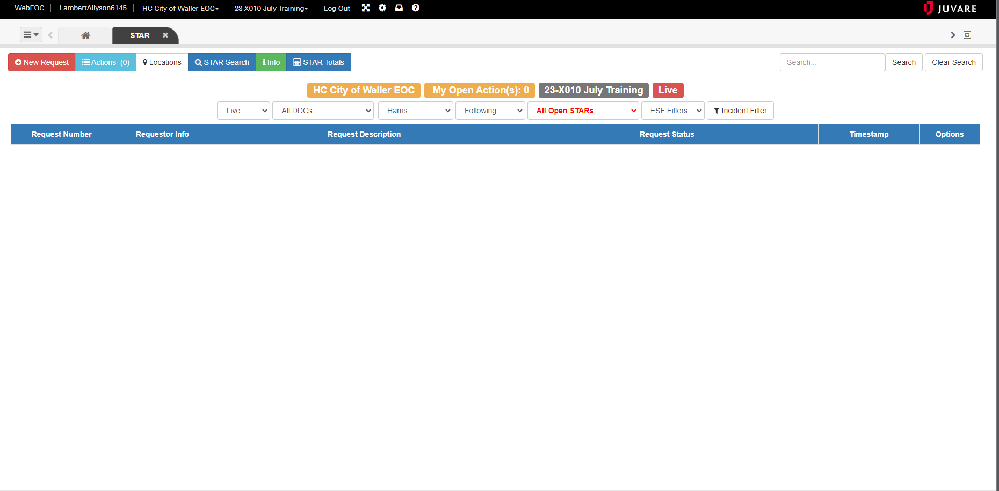 WebEOC LambertAllyson6145 HC City of Waller EOC 23-X010 July Training Log Out JUVARE
STAR
New Request Actions (0) Locations STAR Search Info STAR Totals Search... Search Clear Search
HC City of Waller EOC My Open Action(s): 0 23-X010 July Training Live
Live All DDCs Harris Following All Open STARs ESF Filters Incident Filter
Request Number Requestor Info Request Description Request Status Timestamp Options